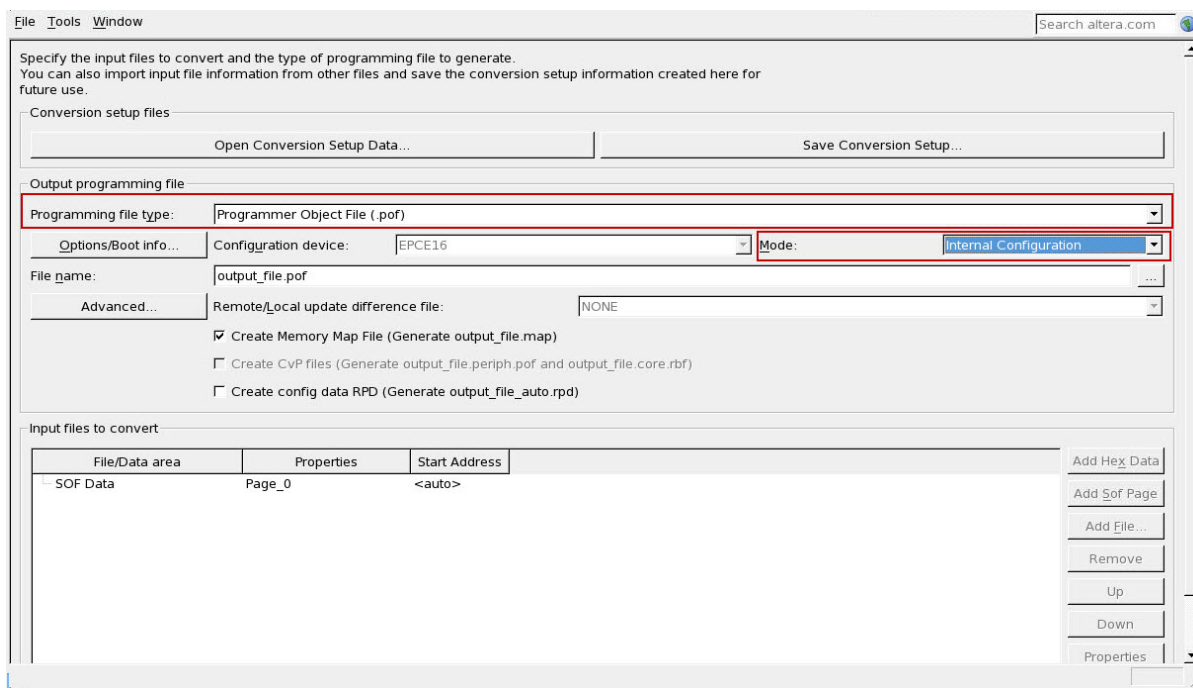 File Tools Window
Search altera.com
Specify the input files to convert and the type of programming file to generate.
You can also import input file information from other files and save the conversion setup information created here for
future use.
Conversion setup files
Open Conversion Setup Data... Save Conversion Setup...
Output programming file
Programming file type: Programmer Object File (.pof)
Options/Boot info... Configuration device: EPCE16 Mode: Internal Configuration
File name: output_file.pof ...
Advanced... Remote/Local update difference file: NONE
Create Memory Map File (Generate output_file.map)
Create CvP files (Generate output_file.periph.pof and output_file.core.rbf)
Create config data RPD (Generate output_file_auto.rpd)
Input files to convert
File/Data area Properties Start Address
SOF Data Page_0 <auto>
Add Hex Data
Add Sof Page
Add File...
Remove
Up
Down
Properties